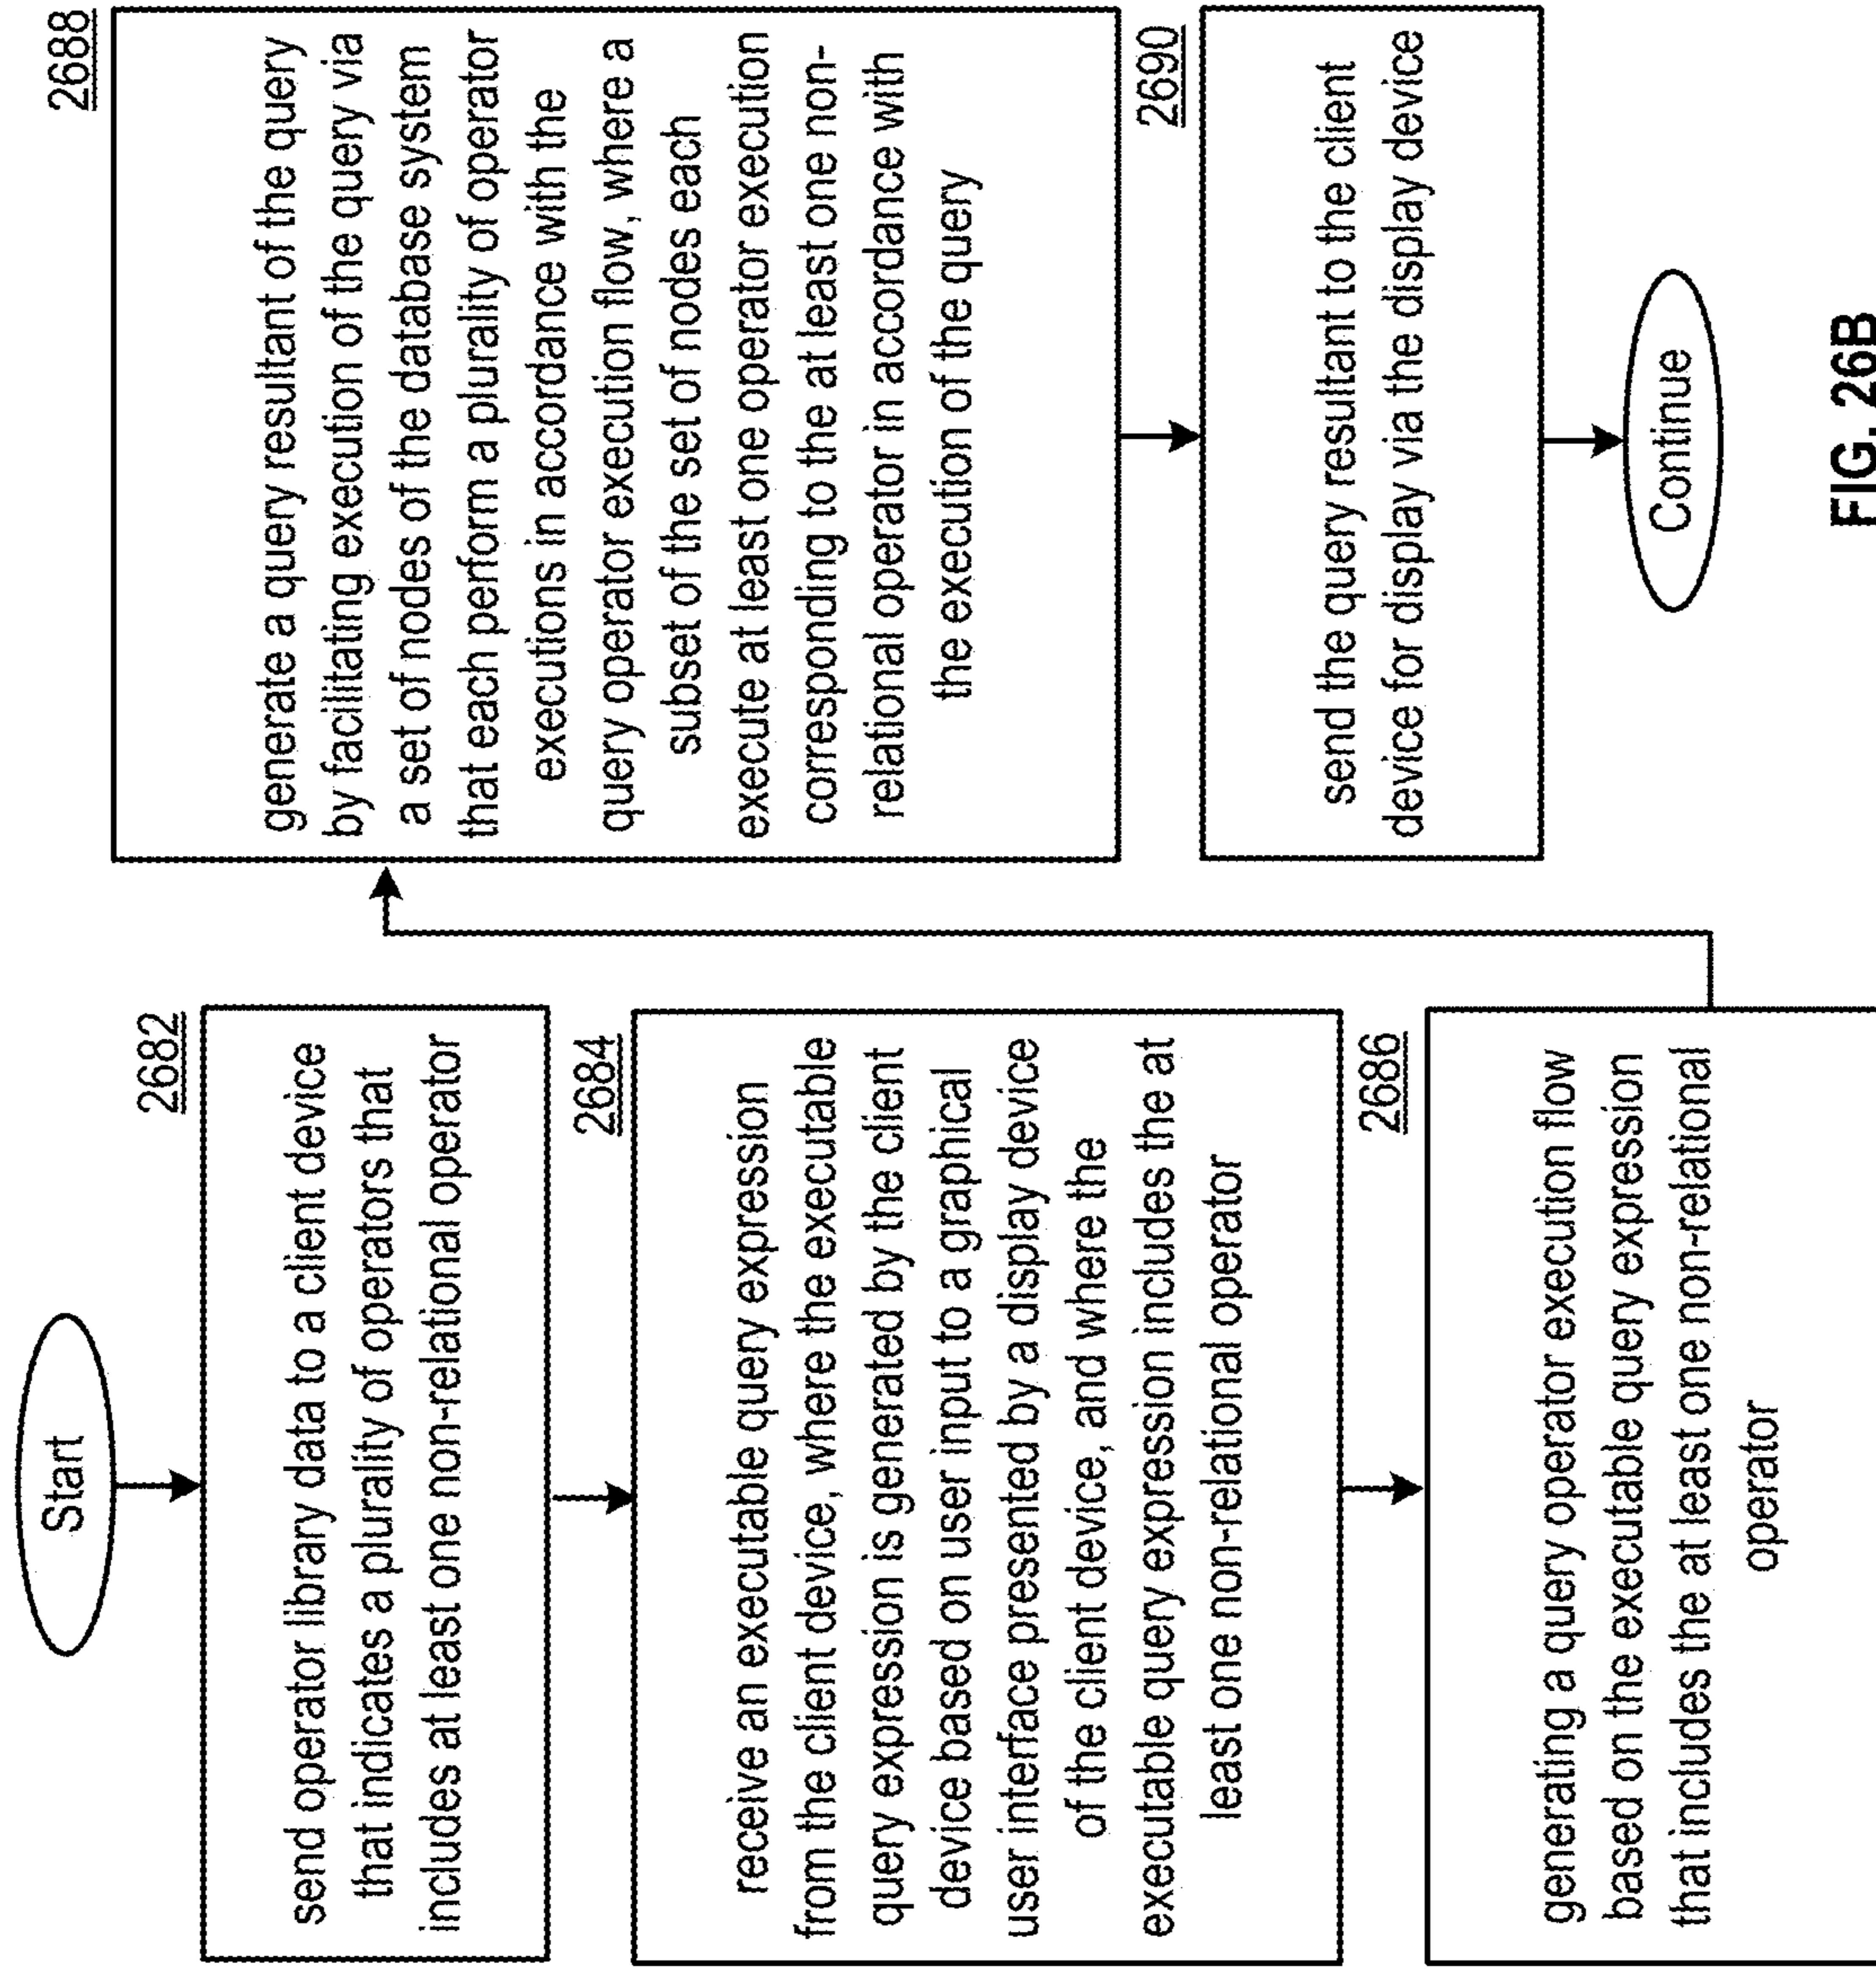 Start
2682
send operator library data to a client device
that indicates a plurality of operators that
includes at least one non-relational operator
2684
receive an executable query expression
from the client device, where the executable
query expression is generated by the client
device based on user input to a graphical
user interface presented by a display device
of the client device, and where the
executable query expression includes the at
least one non-relational operator
2686
generating a query operator execution flow
based on the executable query expression
that includes the at least one non-relational
operator
2688
generate a query resultant of the query
by facilitating execution of the query via
a set of nodes of the database system
that each perform a plurality of operator
executions in accordance with the
query operator execution flow, where a
subset of the set of nodes each
execute at least one operator execution
corresponding to the at least one non-
relational operator in accordance with
the execution of the query
2690
send the query resultant to the client
device for display via the display device
Continue
FIG. 26B